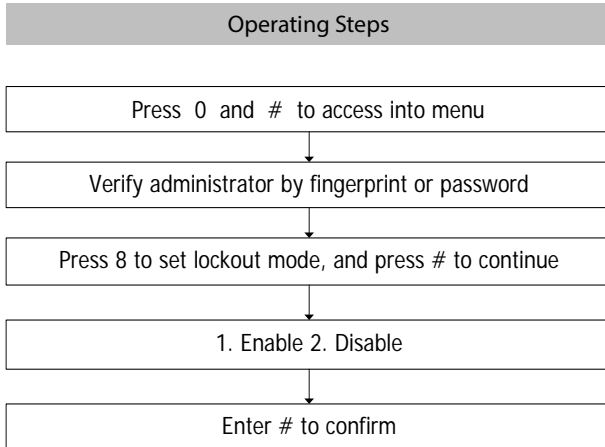 Operating Steps
Press 0 and # to access into menu
Verify administrator by fingerprint or password
Press 8 to set lockout mode, and press # to continue
1. Enable 2. Disable
Enter # to confirm